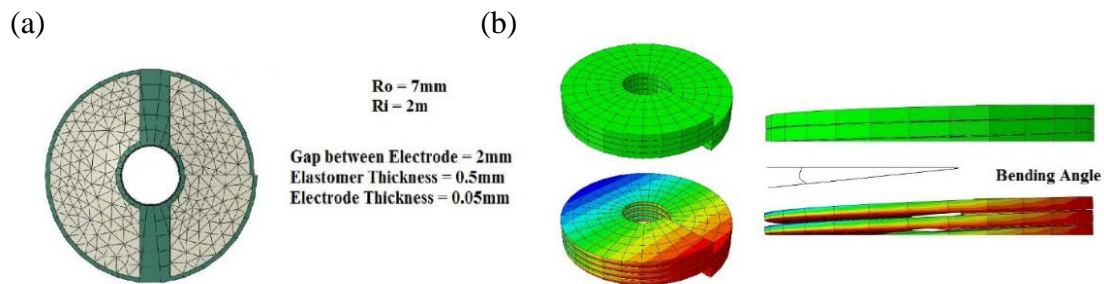 (a)
(b)
Ro = 7mm
Ri = 2m
Gap between Electrode = 2mm
Elastomer Thickness = 0.5mm
Electrode Thickness = 0.05mm
Bending Angle